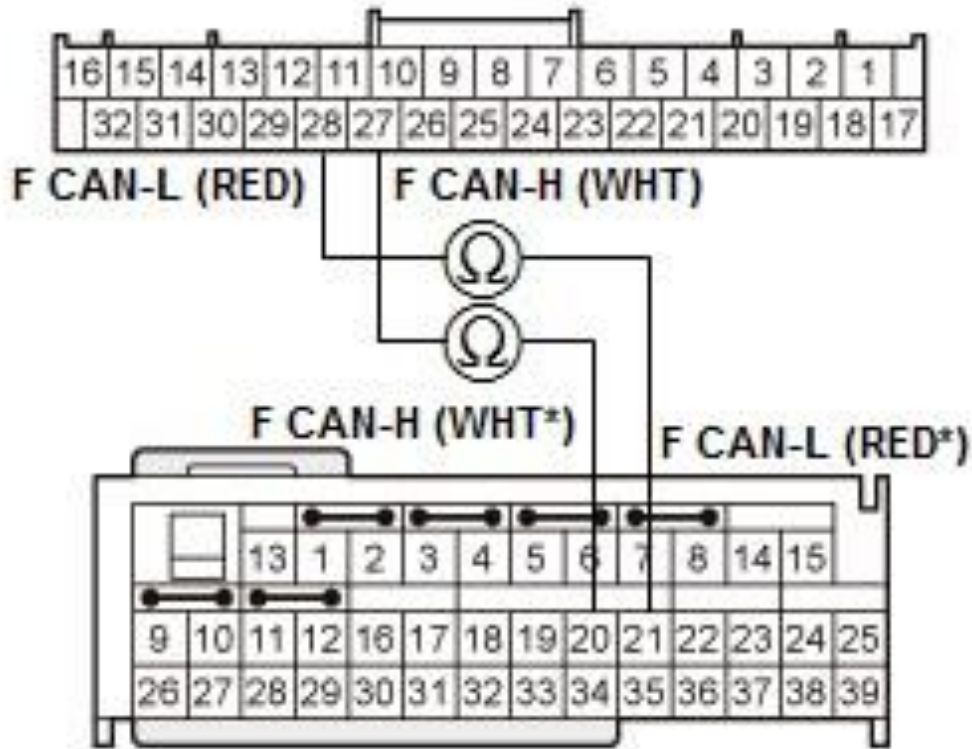 16 15 14 13 12 11 10 9 8 7 6 5 4 3 2 1
32 31 30 29 28 27 26 25 24 23 22 21 20 19 18 17
F CAN-L (RED) F CAN-H (WHT)
Ω
Ω
F CAN-H (WHT*)
F CAN-L (RED*)
13 1 2 3 4 5 6 7 8 14 15
9 10 11 12 16 17 18 19 20 21 22 23 24 25
26 27 28 29 30 31 32 33 34 35 36 37 38 39